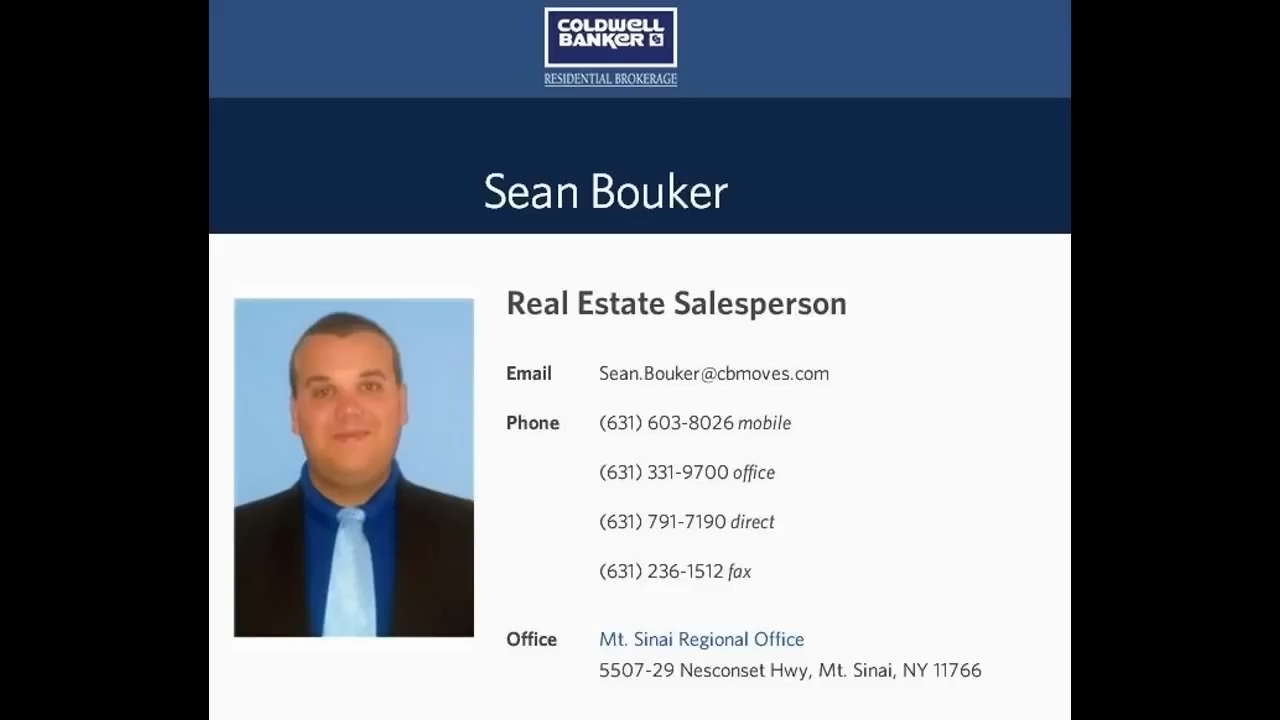 COLDWELL
BANKER
RESIDENTIAL BROKERAGE
Sean Bouker
Real Estate Salesperson
Email Sean.Bouker@cbmoves.com
Phone (631) 603-8026 mobile
(631) 331-9700 office
(631) 791-7190 direct
(631) 236-1512 fax
Office Mt. Sinai Regional Office
5507-29 Nesconset Hwy, Mt. Sinai, NY 11766